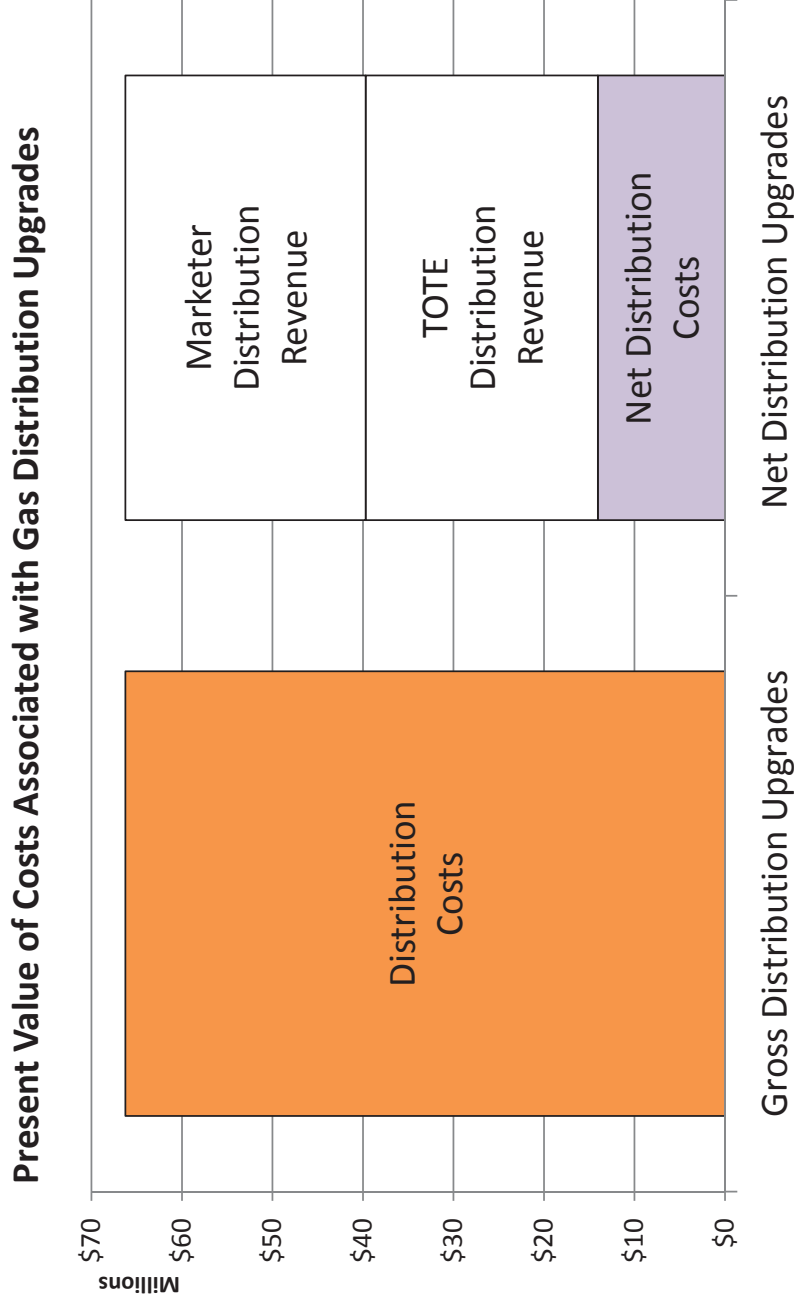 Present Value of Costs Associated with Gas Distribution Upgrades
Millions
$70
$60
$50
$40
$30
$20
$10
$0
Distribution
Costs
Marketer
Distribution
Revenue
TOTE
Distribution
Revenue
Net Distribution
Costs
Gross Distribution Upgrades
Net Distribution Upgrades